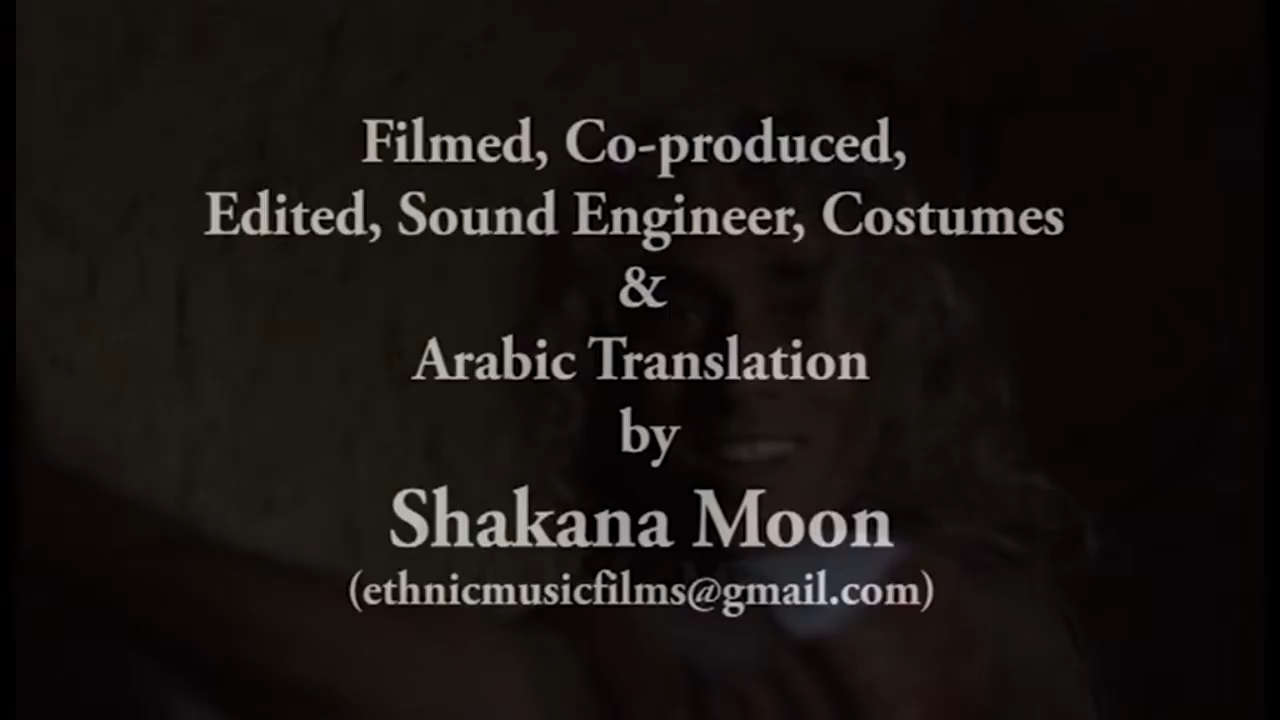 Filmed, Co-produced,
Edited, Sound Engineer, Costumes
&
Arabic Translation
by
Shakana Moon
(ethnicmusicfilms@gmail.com)